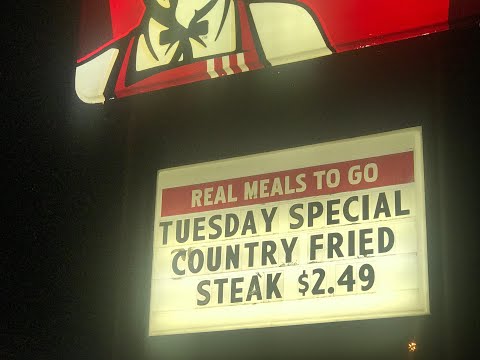 REAL MEALS TO GO
TUESDAY SPECIAL
COUNTRY FRIED
STEAK $2.49